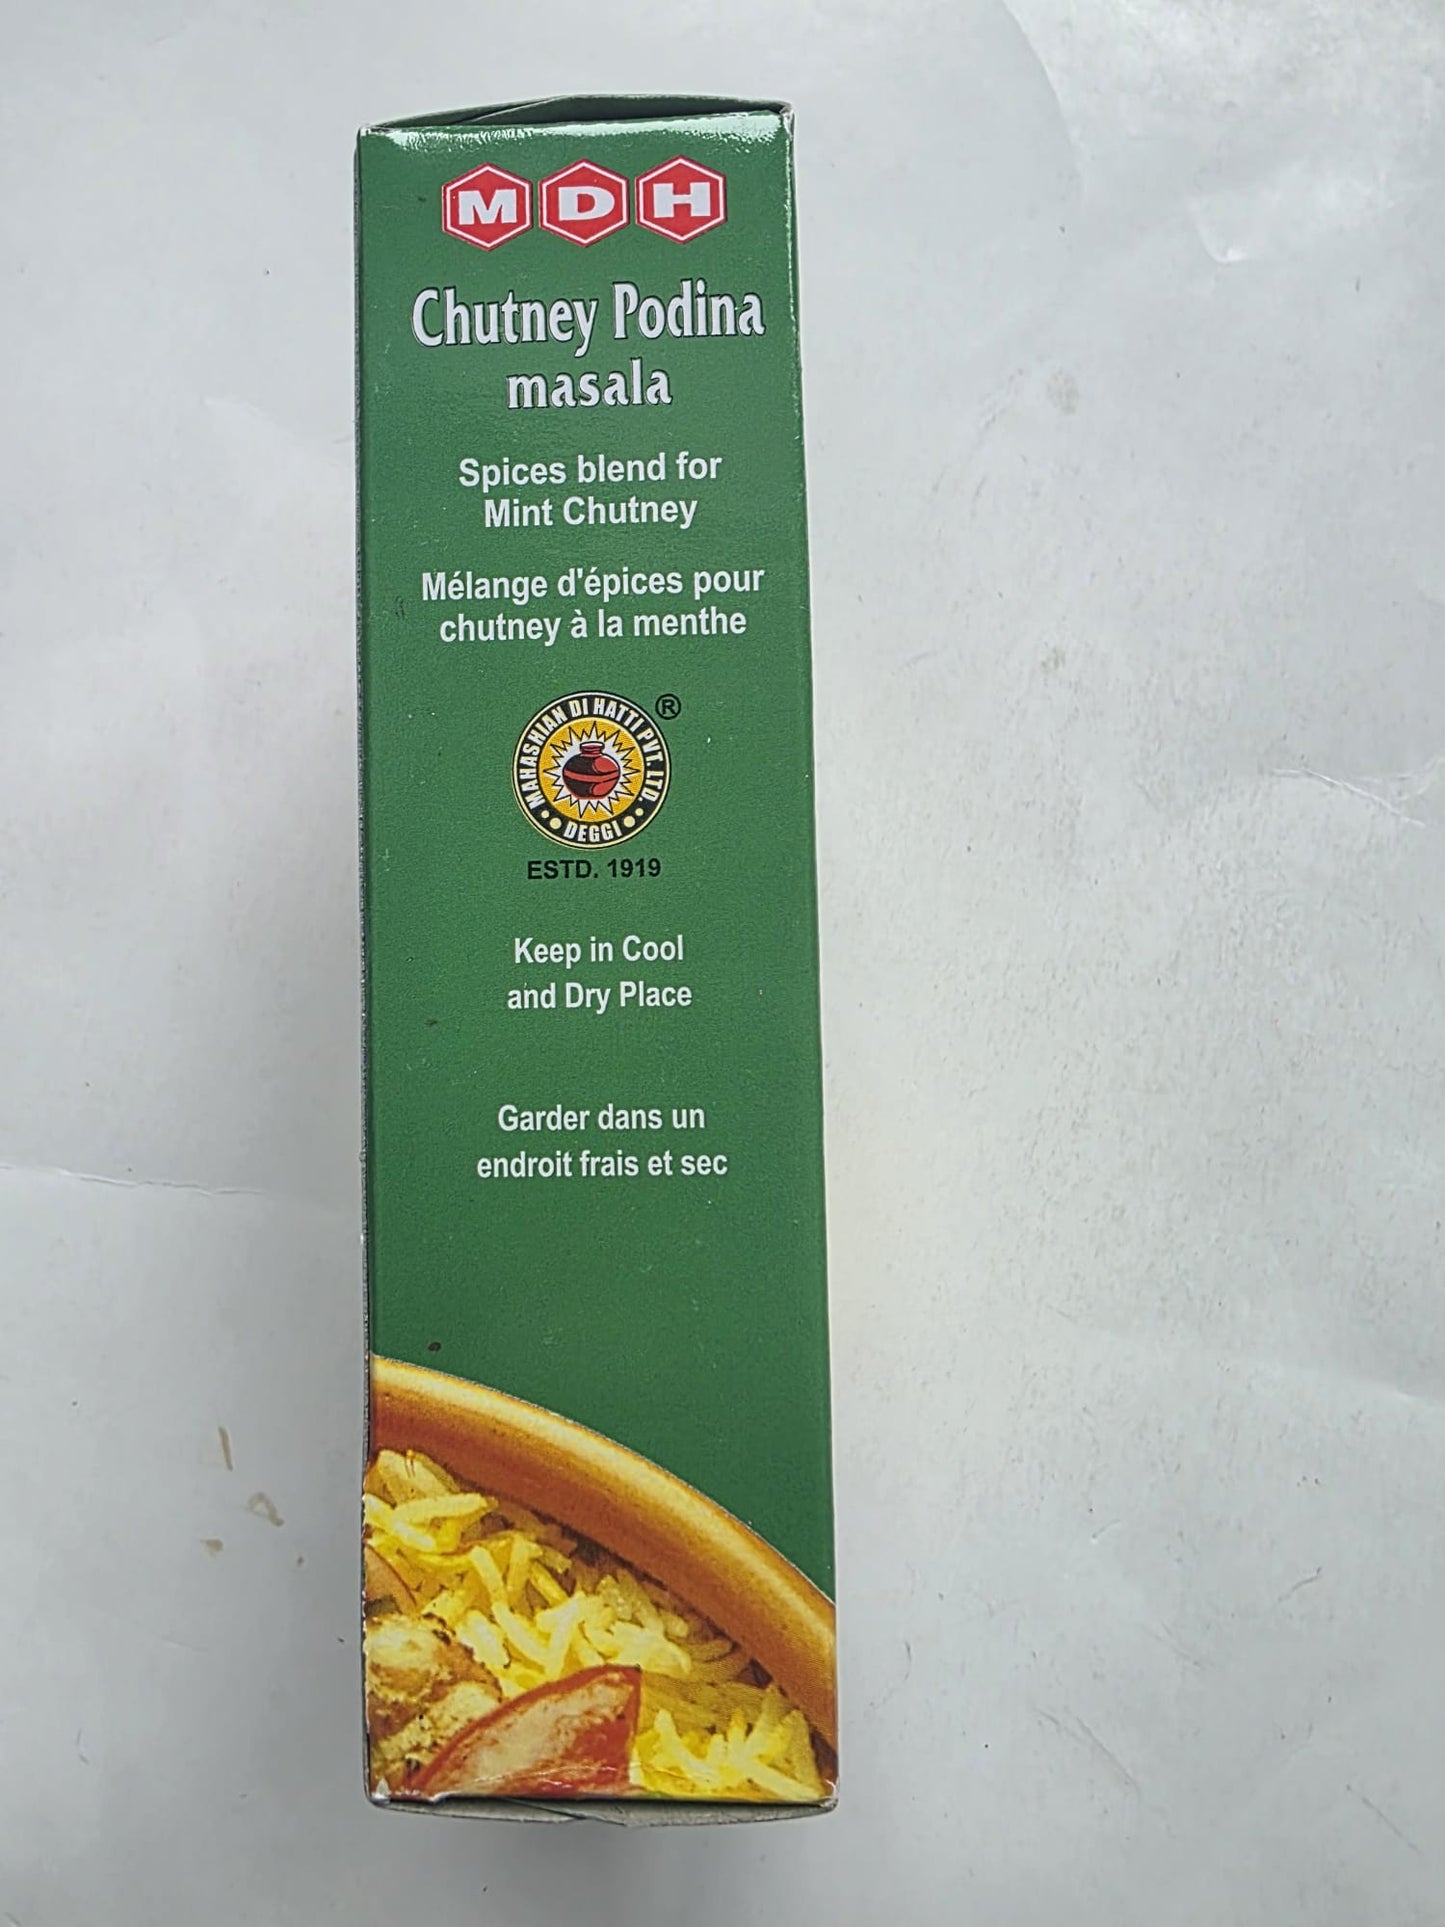 MDH
Chutney Podina
masala
Spices blend for
Mint Chutney
Mélange d'épices pour
chutney à la menthe
MAHASHIAN DI HATTI PVT. LTD.
®
DEGGI
ESTD. 1919
Keep in Cool
and Dry Place
Garder dans un
endroit frais et sec